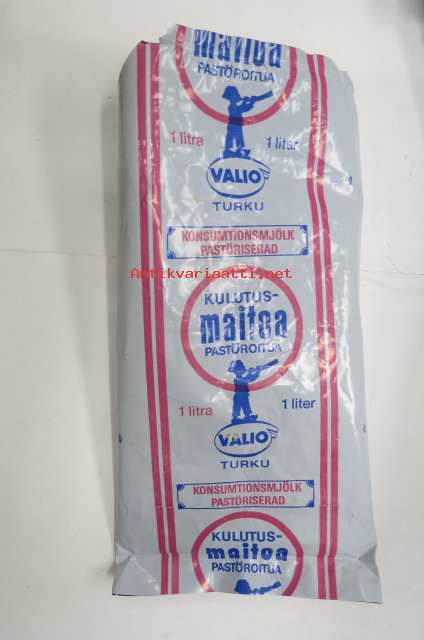 maitoa
PASTÖROITUA
1 litra 1 liter
VALIO
TURKU
KONSUMTIONSMJÖLK
PASTÖRISERAD
Antikvariaatti.net
KULUTUS-
maitoa
PASTÖROITUA
1 litra 1 liter
VALIO
TURKU
KONSUMTIONSMJÖLK
PASTÖRISERAD
KULUTUS-
maitoa
PASTÖROITUA